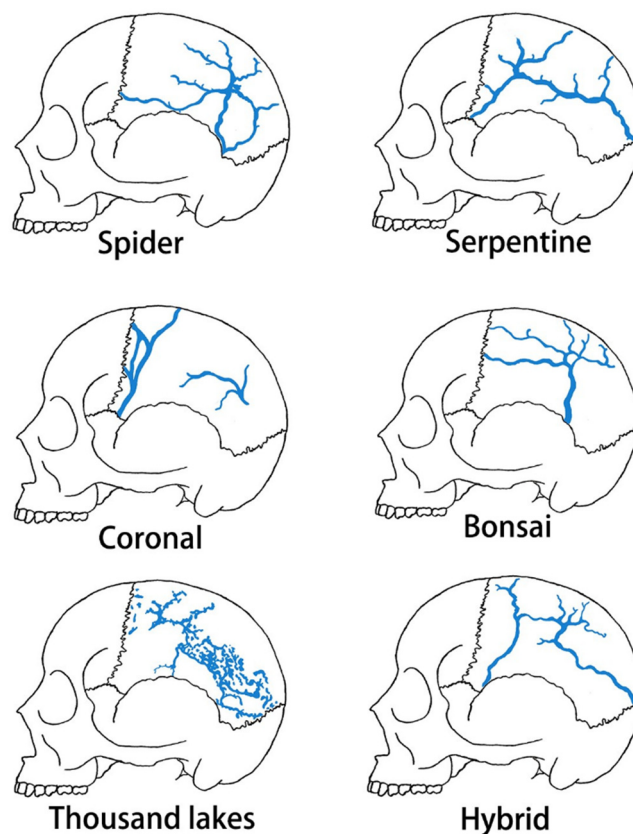 Spider
Serpentine
Coronal
Bonsai
Thousand lakes
Hybrid